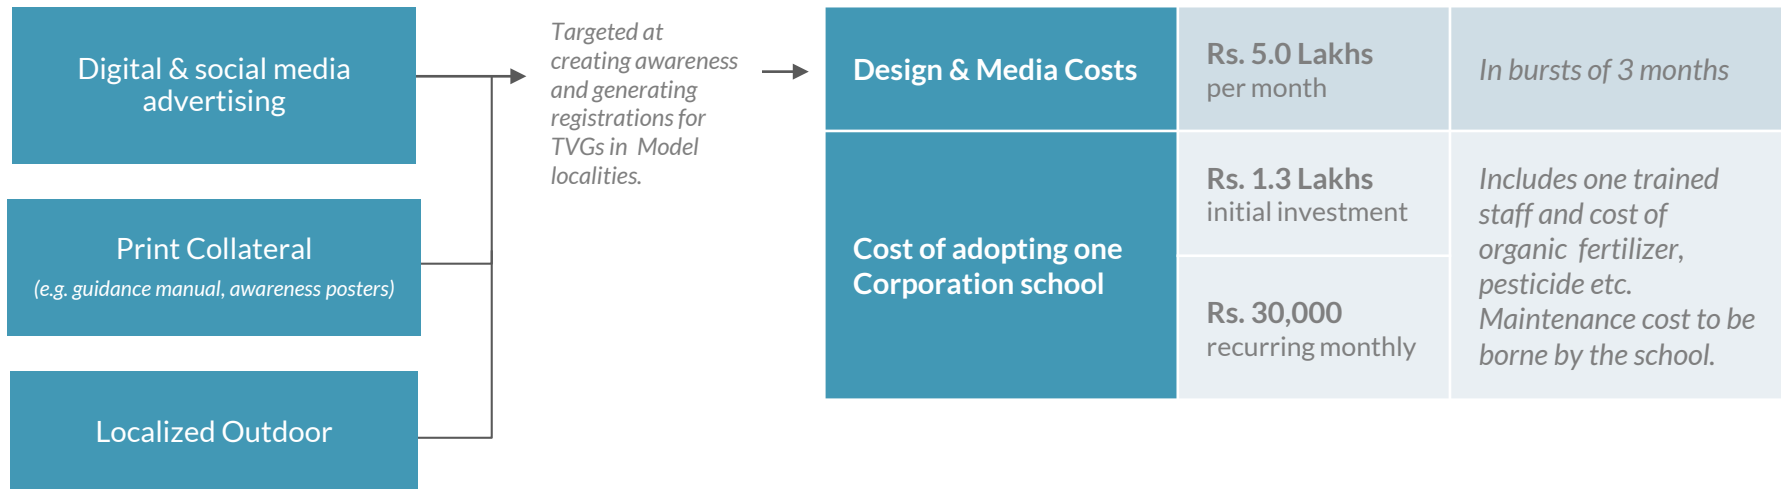 Digital & social media
advertising
Print Collateral
(e.g. guidance manual, awareness posters)
Localized Outdoor
Targeted at
creating awareness
and generating
registrations for
TVGs in Model
localities.
Design & Media Costs
Rs. 5.0 Lakhs
per month
In bursts of 3 months
Cost of adopting one
Corporation school
Rs. 1.3 Lakhs
initial investment
Rs. 30,000
recurring monthly
Includes one trained
staff and cost of
organic fertilizer,
pesticide etc.
Maintenance cost to be
borne by the school.